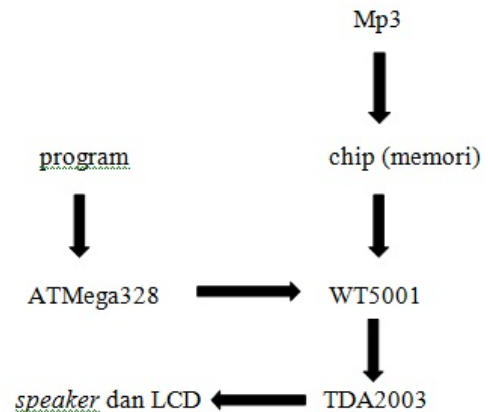 Mp3
program
chip (memori)
ATMega328
WT5001
speaker dan LCD
TDA2003